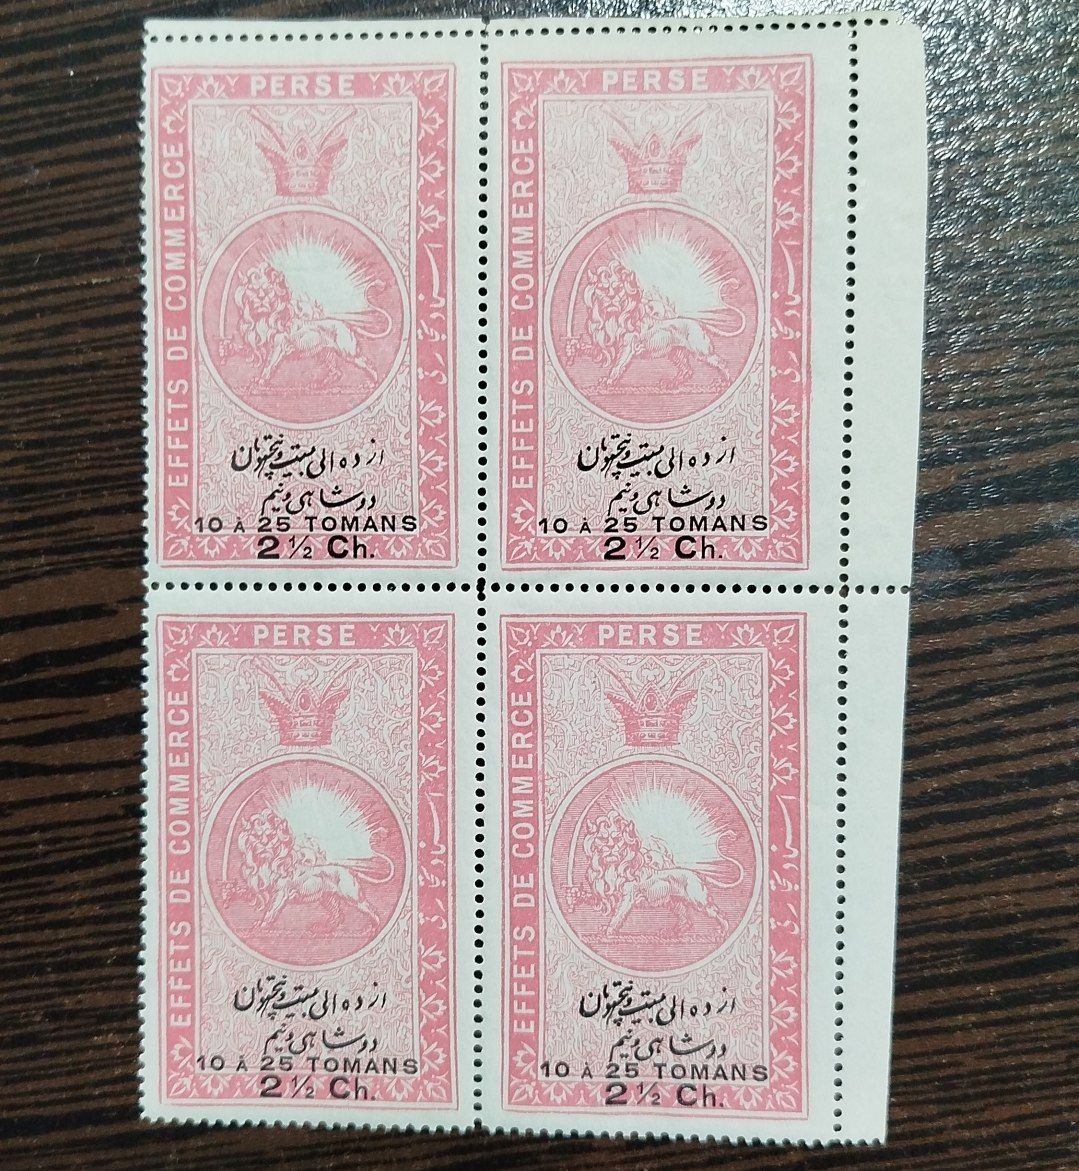 PERSE
EFFETS DE COMMERCE
از ده الی بیست و پنج تومان
دو شاهی و نیم
10 À 25 TOMANS
2 ½ Ch.
PERSE
EFFETS DE COMMERCE
از ده الی بیست و پنج تومان
دو شاهی و نیم
10 À 25 TOMANS
2 ½ Ch.
PERSE
EFFETS DE COMMERCE
از ده الی بیست و پنج تومان
دو شاهی و نیم
10 À 25 TOMANS
2 ½ Ch.
PERSE
EFFETS DE COMMERCE
از ده الی بیست و پنج تومان
دو شاهی و نیم
10 À 25 TOMANS
2 ½ Ch.